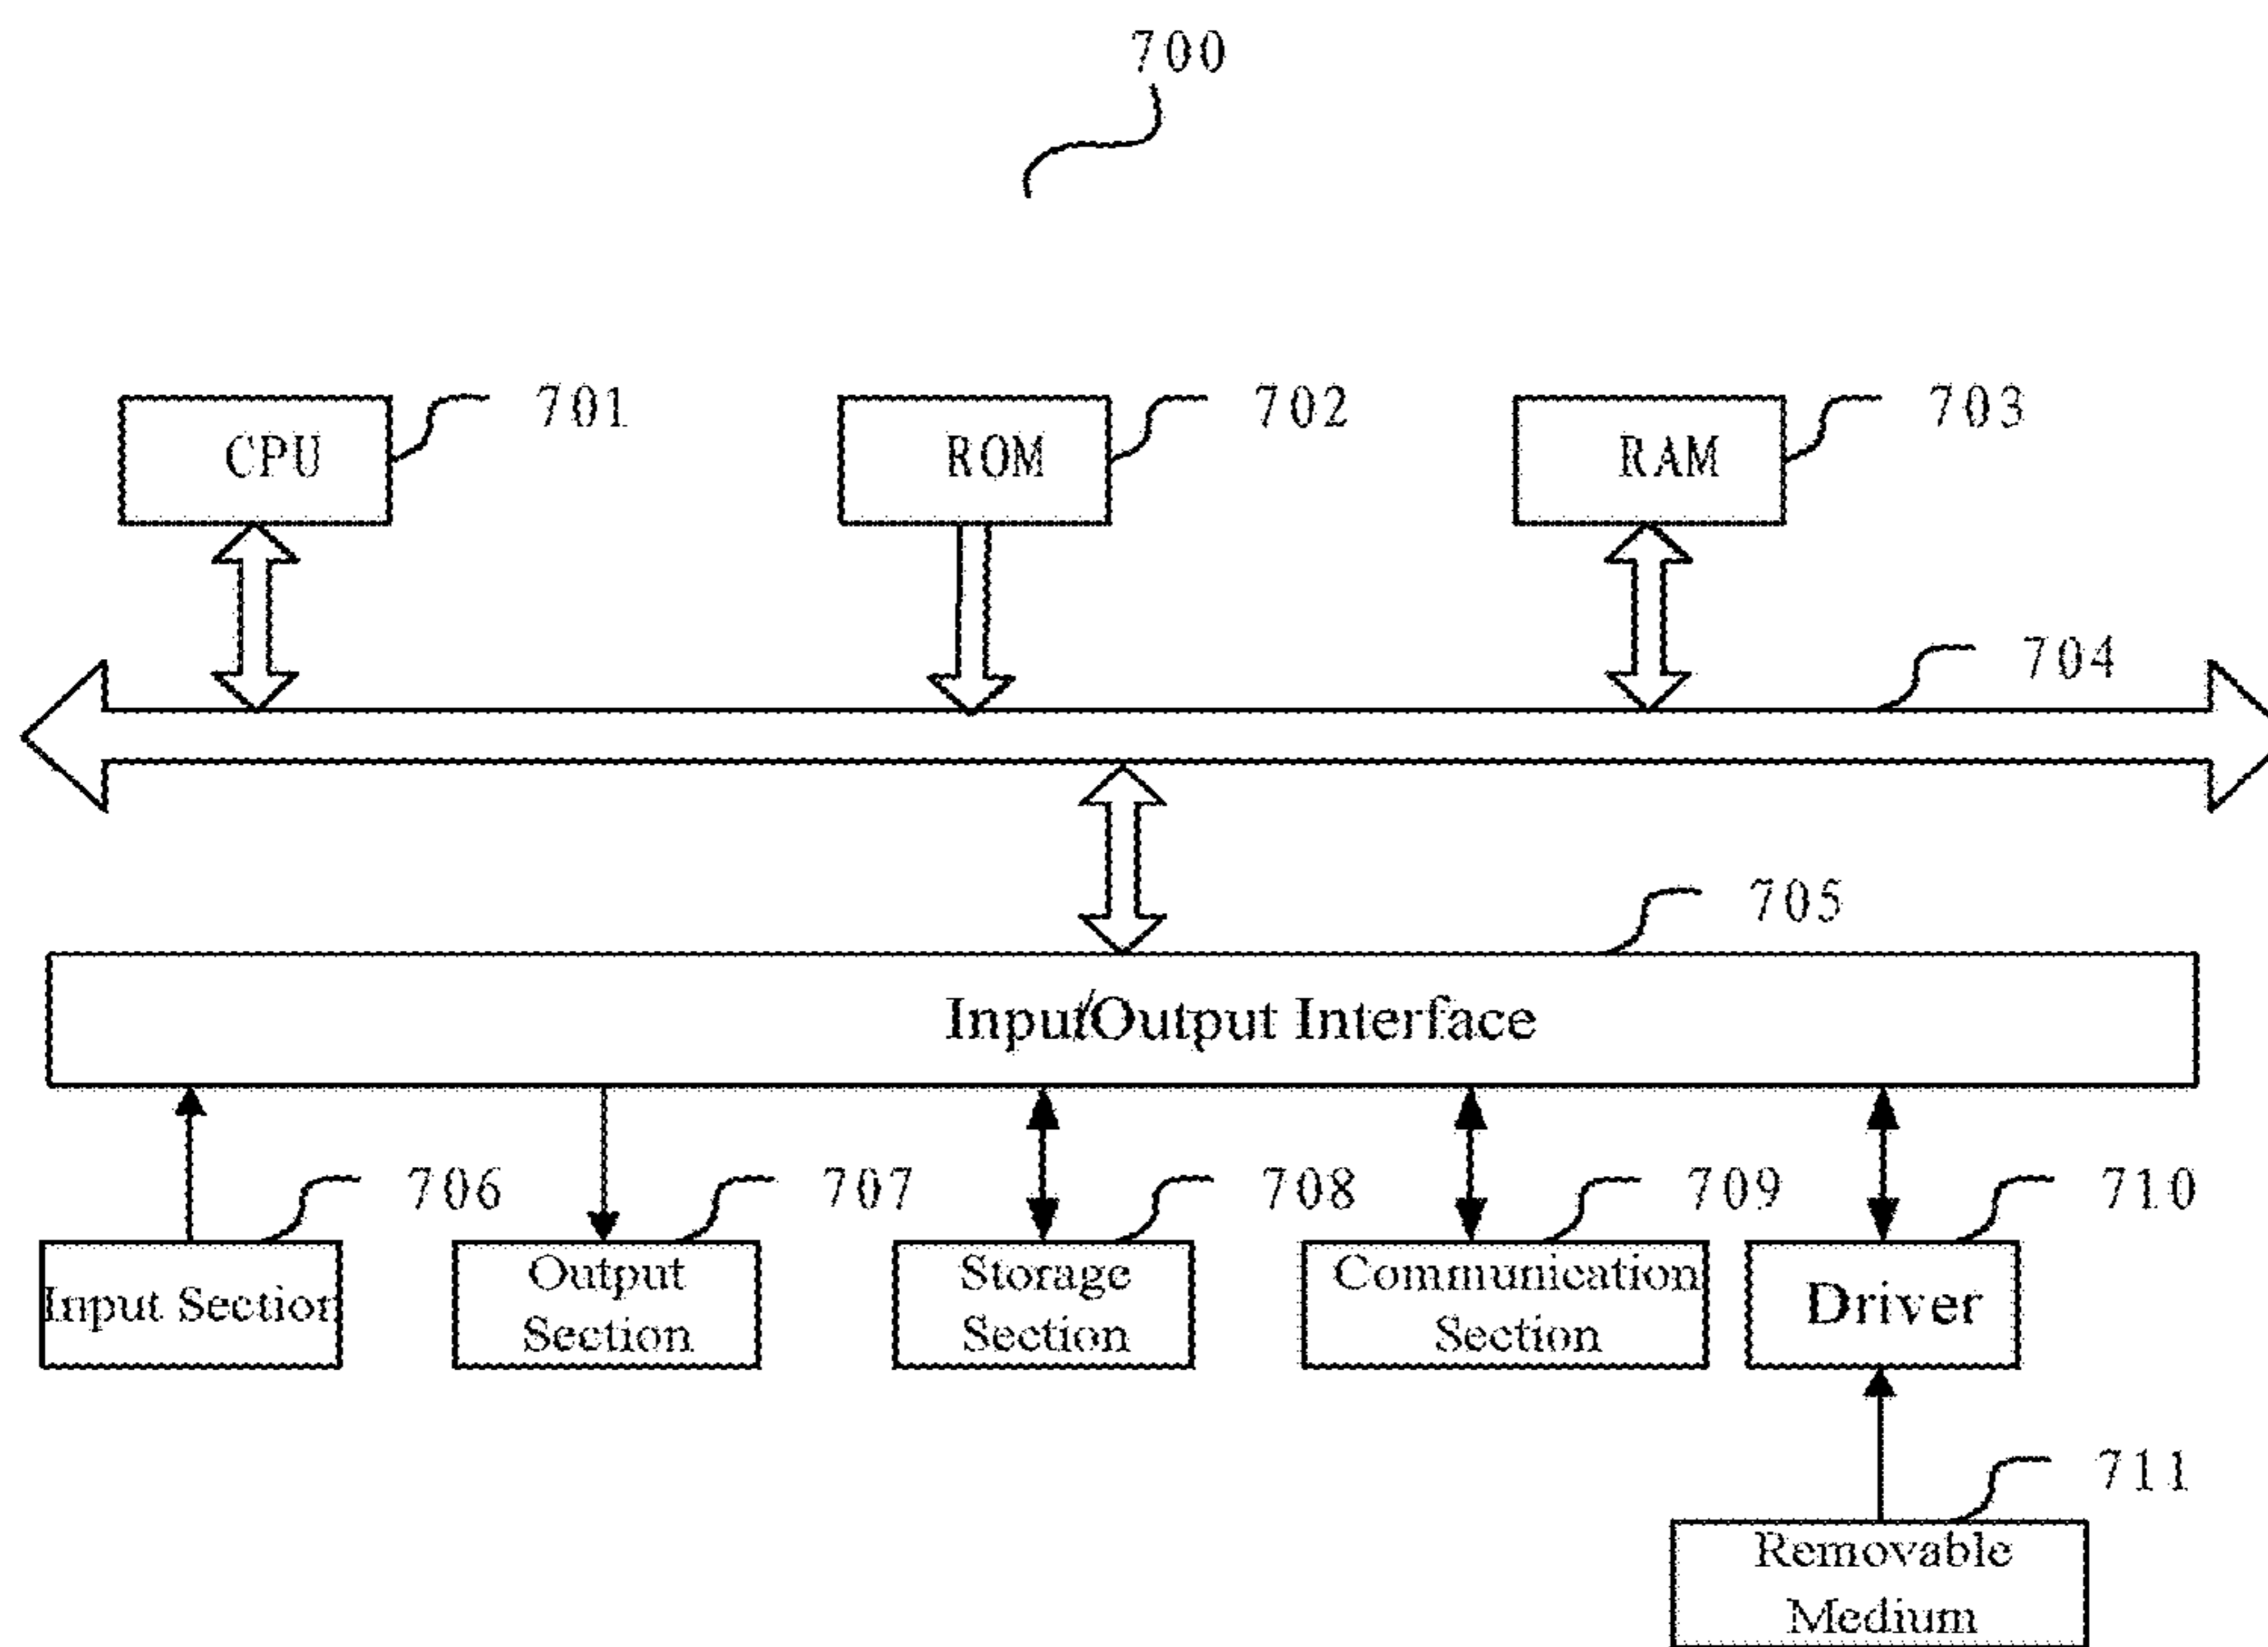 700
CPU 701 ROM 702 RAM 703
704
705
Input/Output Interface
706 707 708 709 710
Input Section
Output
Section
Storage
Section
Communication
Section
Driver
711
Removable
Medium